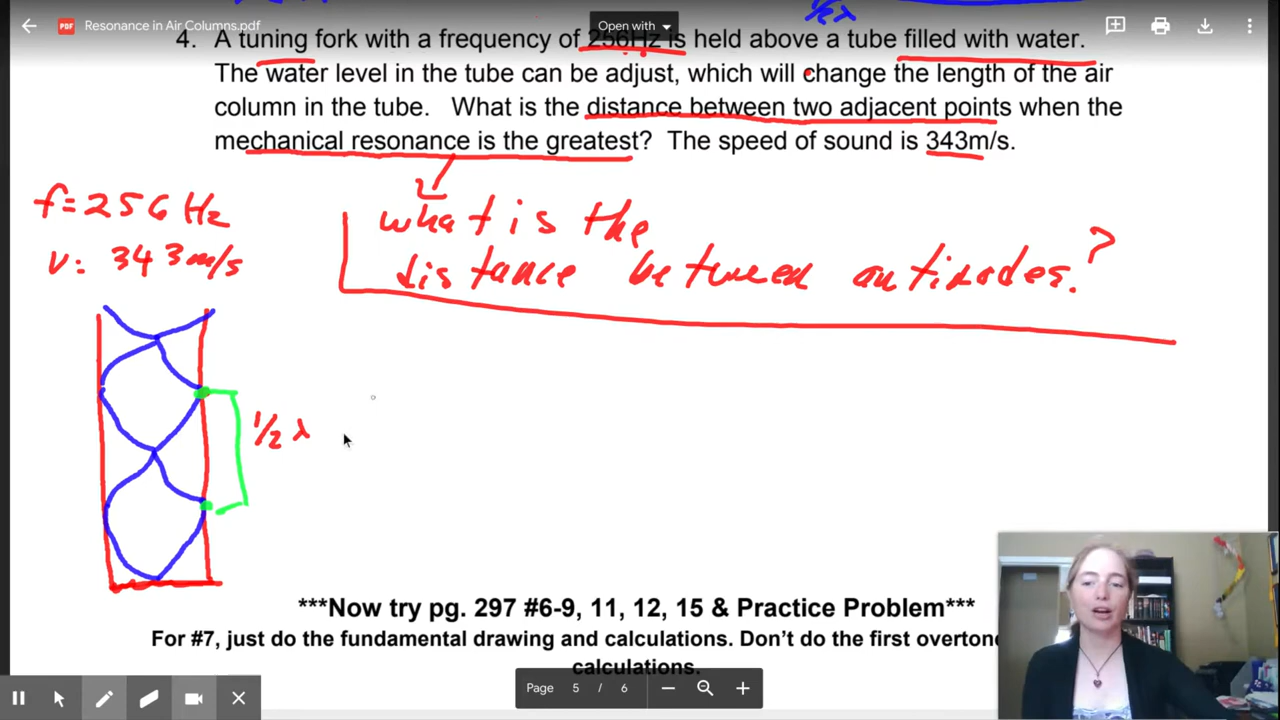 Resonance in Air Columns.pdf
Open with
½λ
4. A tuning fork with a frequency of 256Hz is held above a tube filled with water.
The water level in the tube can be adjust, which will change the length of the air
column in the tube. What is the distance between two adjacent points when the
mechanical resonance is the greatest? The speed of sound is 343m/s.
f=256 Hz
v: 343m/s
what is the
distance between antinodes.?
½ λ
***Now try pg. 297 #6-9, 11, 12, 15 & Practice Problem***
For #7, just do the fundamental drawing and calculations. Don't do the first overtone
calculations.
Page 5 / 6